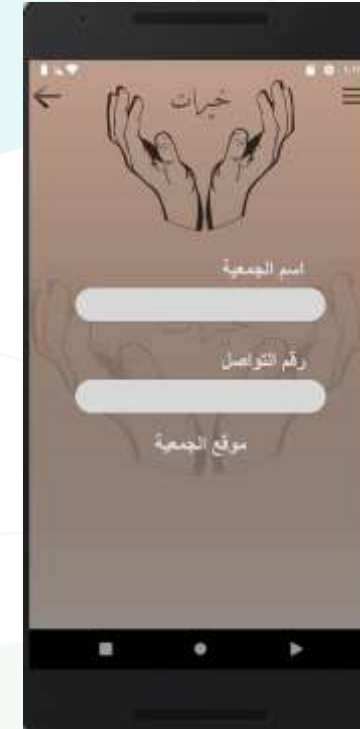 خيرات
اسم الجمعية
رقم التواصل
موقع الجمعية